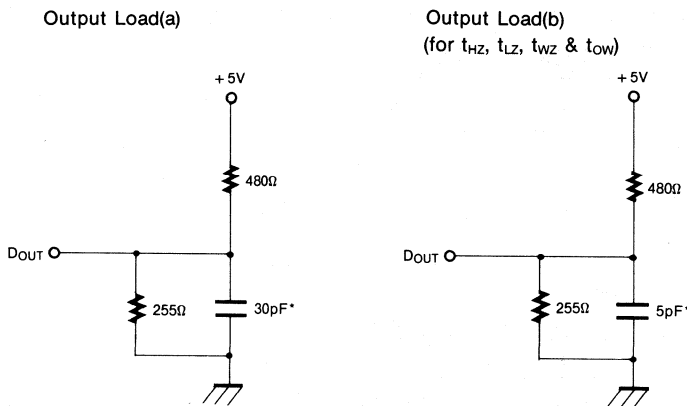 Output Load(a)
+5V
480Ω
DOUT
255Ω
30pF*
Output Load(b)
(for tHZ, tLZ, tWZ & tOW)
+5V
480Ω
DOUT
255Ω
5pF*